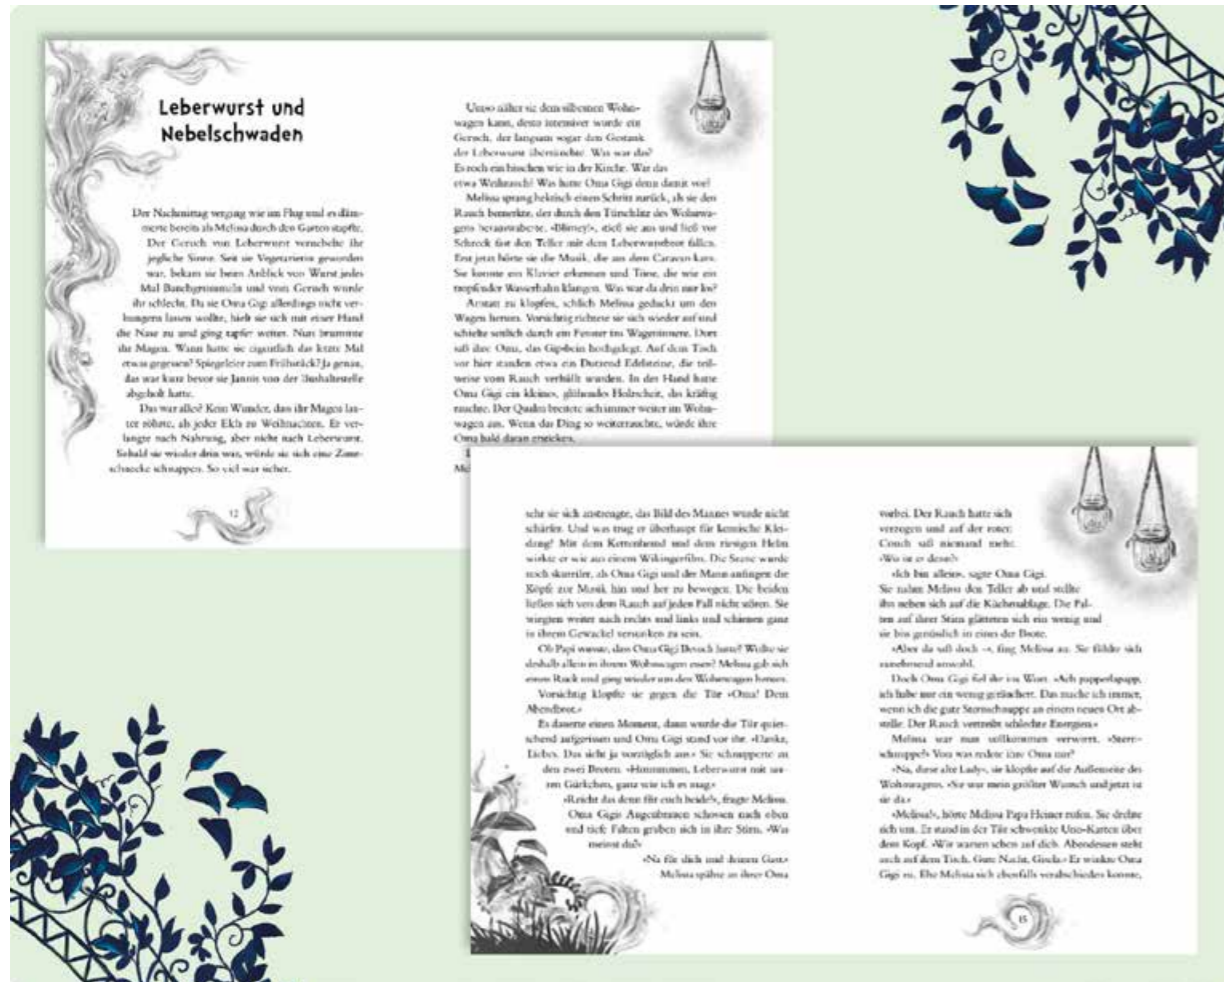 Leberwurst und
Nebelschwaden
Der Nachmittag verging wie im Flug und es däm-
merte bereits als Melissa durch den Garten stapfte.
Der Geruch von Leberwurst vernebelte ihr
jegliche Sinne. Seit sie Vegetarierin geworden
war, bekam sie beim Anblick von Wurst jedes
Mal Bauchgrummeln und vom Geruch wurde
ihr schlecht. Da sie Oma Gigi allerdings nicht ver-
hungern lassen wollte, hielt sie sich mit einer Hand
die Nase zu und ging tapfer weiter. Nun brummte
ihr Magen. Wann hatte sie eigentlich das letzte Mal
etwas gegessen? Spiegeleier zum Frühstück? Ja genau,
das war kurz bevor sie Jannis von der Bushaltestelle
abgeholt hatte.
Das war alles? Kein Wunder, dass ihr Magen lau-
ter röhrte, als jeder Elch zu Weihnachten. Er ver-
langte nach Nahrung, aber nicht nach Leberwurst.
Sobald sie wieder drin war, würde sie sich eine Zimt-
schnecke schnappen. So viel war sicher.
12
Umso näher sie dem silbernen Wohn-
wagen kam, desto intensiver wurde ein
Geruch, der langsam sogar den Gestank
der Leberwurst übertünchte. Was war das?
Es roch ein bisschen wie in der Kirche. War das
etwa Weihrauch? Was hatte Oma Gigi denn damit vor?
Melissa sprang hektisch einen Schritt zurück, als sie den
Rauch bemerkte, der durch den Türschlitz des Wohnwa-
gens herauswaberte. »Blimey!«, stieß sie aus und ließ vor
Schreck fast den Teller mit dem Leberwurstbrot fallen.
Erst jetzt hörte sie die Musik, die aus dem Caravan kam.
Sie konnte ein Klavier erkennen und Töne, die wie ein
tropfender Wasserhahn klangen. Was war da drin nur los?
Anstatt zu klopfen, schlich Melissa geduckt um den
Wagen herum. Vorsichtig richtete sie sich wieder auf und
schielte seitlich durch ein Fenster ins Wageninnere. Dort
saß ihre Oma, das Gipsbein hochgelegt. Auf dem Tisch
vor hier standen etwa ein Dutzend Edelsteine, die teil-
weise vom Rauch verhüllt wurden. In der Hand hatte
Oma Gigi ein kleines, glühendes Holzscheit, das kräftig
rauchte. Der Qualm breitete sich immer weiter im Wohn-
wagen aus. Wenn das Ding so weiterrauchte, würde ihre
Oma bald daran ersticken.
sehr sie sich anstrengte, das Bild des Mannes wurde nicht
schärfer. Und was trug er überhaupt für komische Klei-
dung? Mit dem Kettenhemd und dem riesigen Helm
wirkte er wie aus einem Wikingerfilm. Die Szene wurde
noch skurriler, als Oma Gigi und der Mann anfingen die
Köpfe zur Musik hin und her zu bewegen. Die beiden
ließen sich von dem Rauch auf jeden Fall nicht stören. Sie
wiegten weiter nach rechts und links und schienen ganz
in ihrem Gewackel versunken zu sein.
Ob Papi wusste, dass Oma Gigi Besuch hatte? Wollte sie
deshalb allein in ihrem Wohnwagen essen? Melissa gab sich
einen Ruck und ging wieder um den Wohnwagen herum.
Vorsichtig klopfte sie gegen die Tür »Oma? Dein
Abendbrot.«
Es dauerte einen Moment, dann wurde die Tür quiet-
schend aufgerissen und Oma Gigi stand vor ihr. »Danke,
Liebes. Das sieht ja vorzüglich aus.« Sie schnupperte an
den zwei Broten. »Hmmmmm, Leberwurst mit sau-
ren Gürkchen, ganz wie ich es mag.«
»Reicht das denn für euch beide?«, fragte Melissa.
Oma Gigis Augenbrauen schossen nach oben
und tiefe Falten gruben sich in ihre Stirn. »Was
meinst du?«
»Na für dich und deinen Gast.«
Melissa spähte an ihrer Oma
vorbei. Der Rauch hatte sich
verzogen und auf der roten
Couch saß niemand mehr.
»Wo ist er denn?«
»Ich bin allein«, sagte Oma Gigi.
Sie nahm Melissa den Teller ab und stellte
ihn neben sich auf die Küchenablage. Die Fal-
ten auf ihrer Stirn glätteten sich ein wenig und
sie biss genüsslich in eines der Brote.
»Aber da saß doch –«, fing Melissa an. Sie fühlte sich
zunehmend unwohl.
Doch Oma Gigi fiel ihr ins Wort. »Ach papperlapapp,
ich habe nur ein wenig geräuchert. Das mache ich immer,
wenn ich die gute Sternschnuppe an einem neuen Ort ab-
stelle. Der Rauch vertreibt schlechte Energien.«
Melissa war nun vollkommen verwirrt. »Stern-
schnuppe? Von was redete ihre Oma nur?
»Na, diese alte Lady«, sie klopfte auf die Außenseite des
Wohnwagens. »Sie war mein größter Wunsch und jetzt ist
sie da.«
»Melissa!«, hörte Melissa Papa Heiner rufen. Sie drehte
sich um. Er stand in der Tür schwenkte Uno-Karten über
dem Kopf. »Wir warten schon auf dich. Abendessen steht
auch auf dem Tisch. Gute Nacht, Gisela.« Er winkte Oma
Gigi zu. Ehe Melissa sich ebenfalls verabschieden konnte,
15